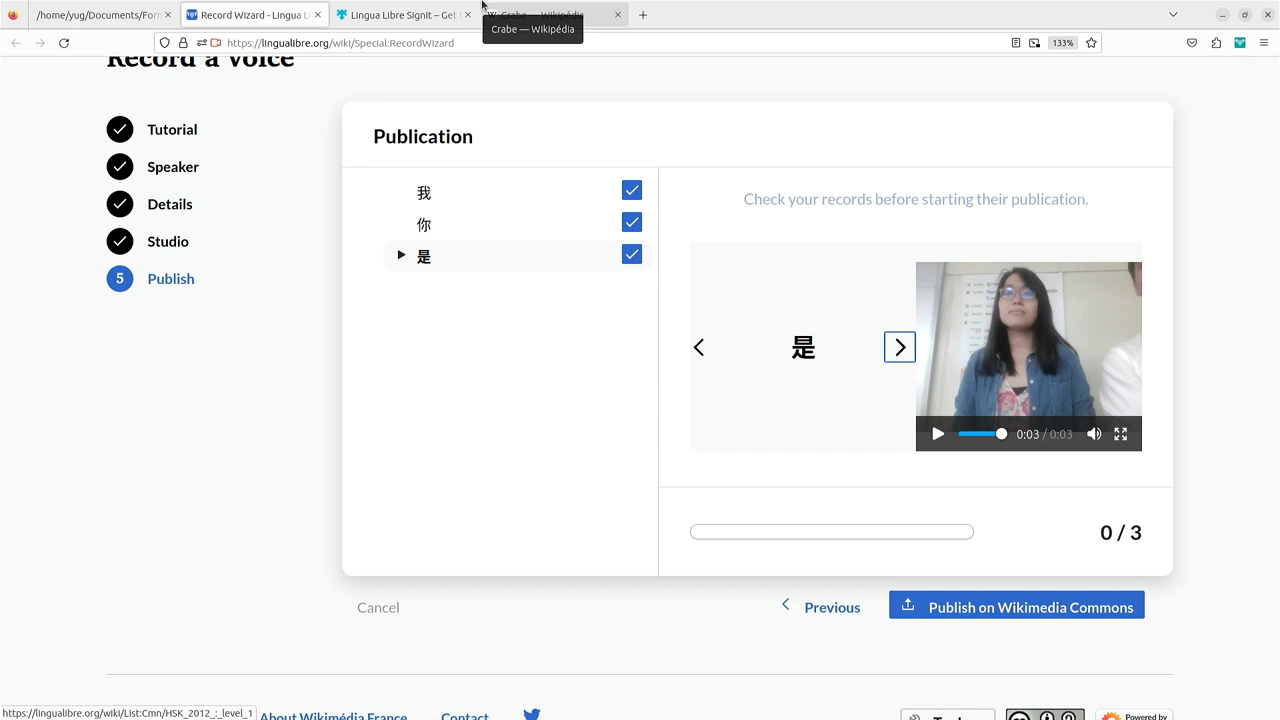 /home/yug/Documents/Form
Record Wizard - Lingua Li
Lingua Libre SignIt – Get
Crabe — Wikipédia
Crabe — Wikipédia
https://lingualibre.org/wiki/Special:RecordWizard
133%
Record a voice
Tutorial
Speaker
Details
Studio
5 Publish
Publication
我
你
是
Check your records before starting their publication.
是
0:03 / 0:03
0 / 3
Cancel
Previous
Publish on Wikimedia Commons
https://lingualibre.org/wiki/List:Cmn/HSK_2012_:_level_1
About Wikimédia France
Contact
Powered by